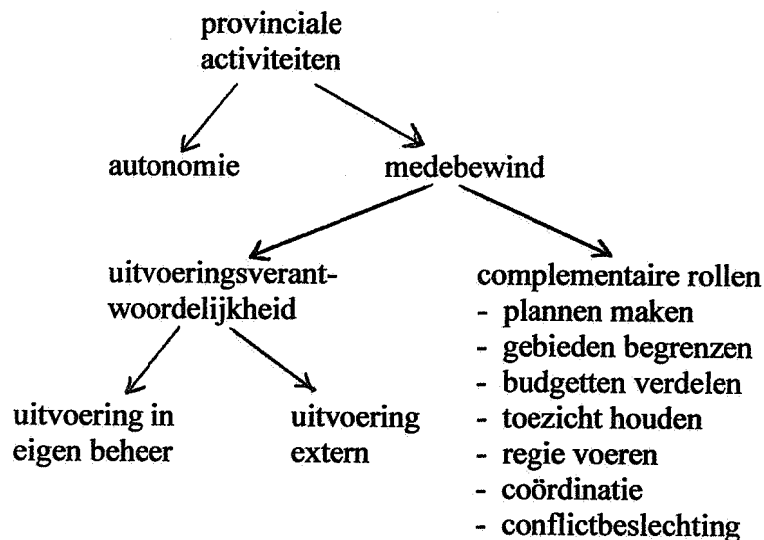 provinciale
activiteiten
autonomie
medebewind
uitvoeringsverant-
woordelijkheid
uitvoering in
eigen beheer
uitvoering
extern
complementaire rollen
- plannen maken
- gebieden begrenzen
- budgetten verdelen
- toezicht houden
- regie voeren
- coördinatie
- conflictbeslechting